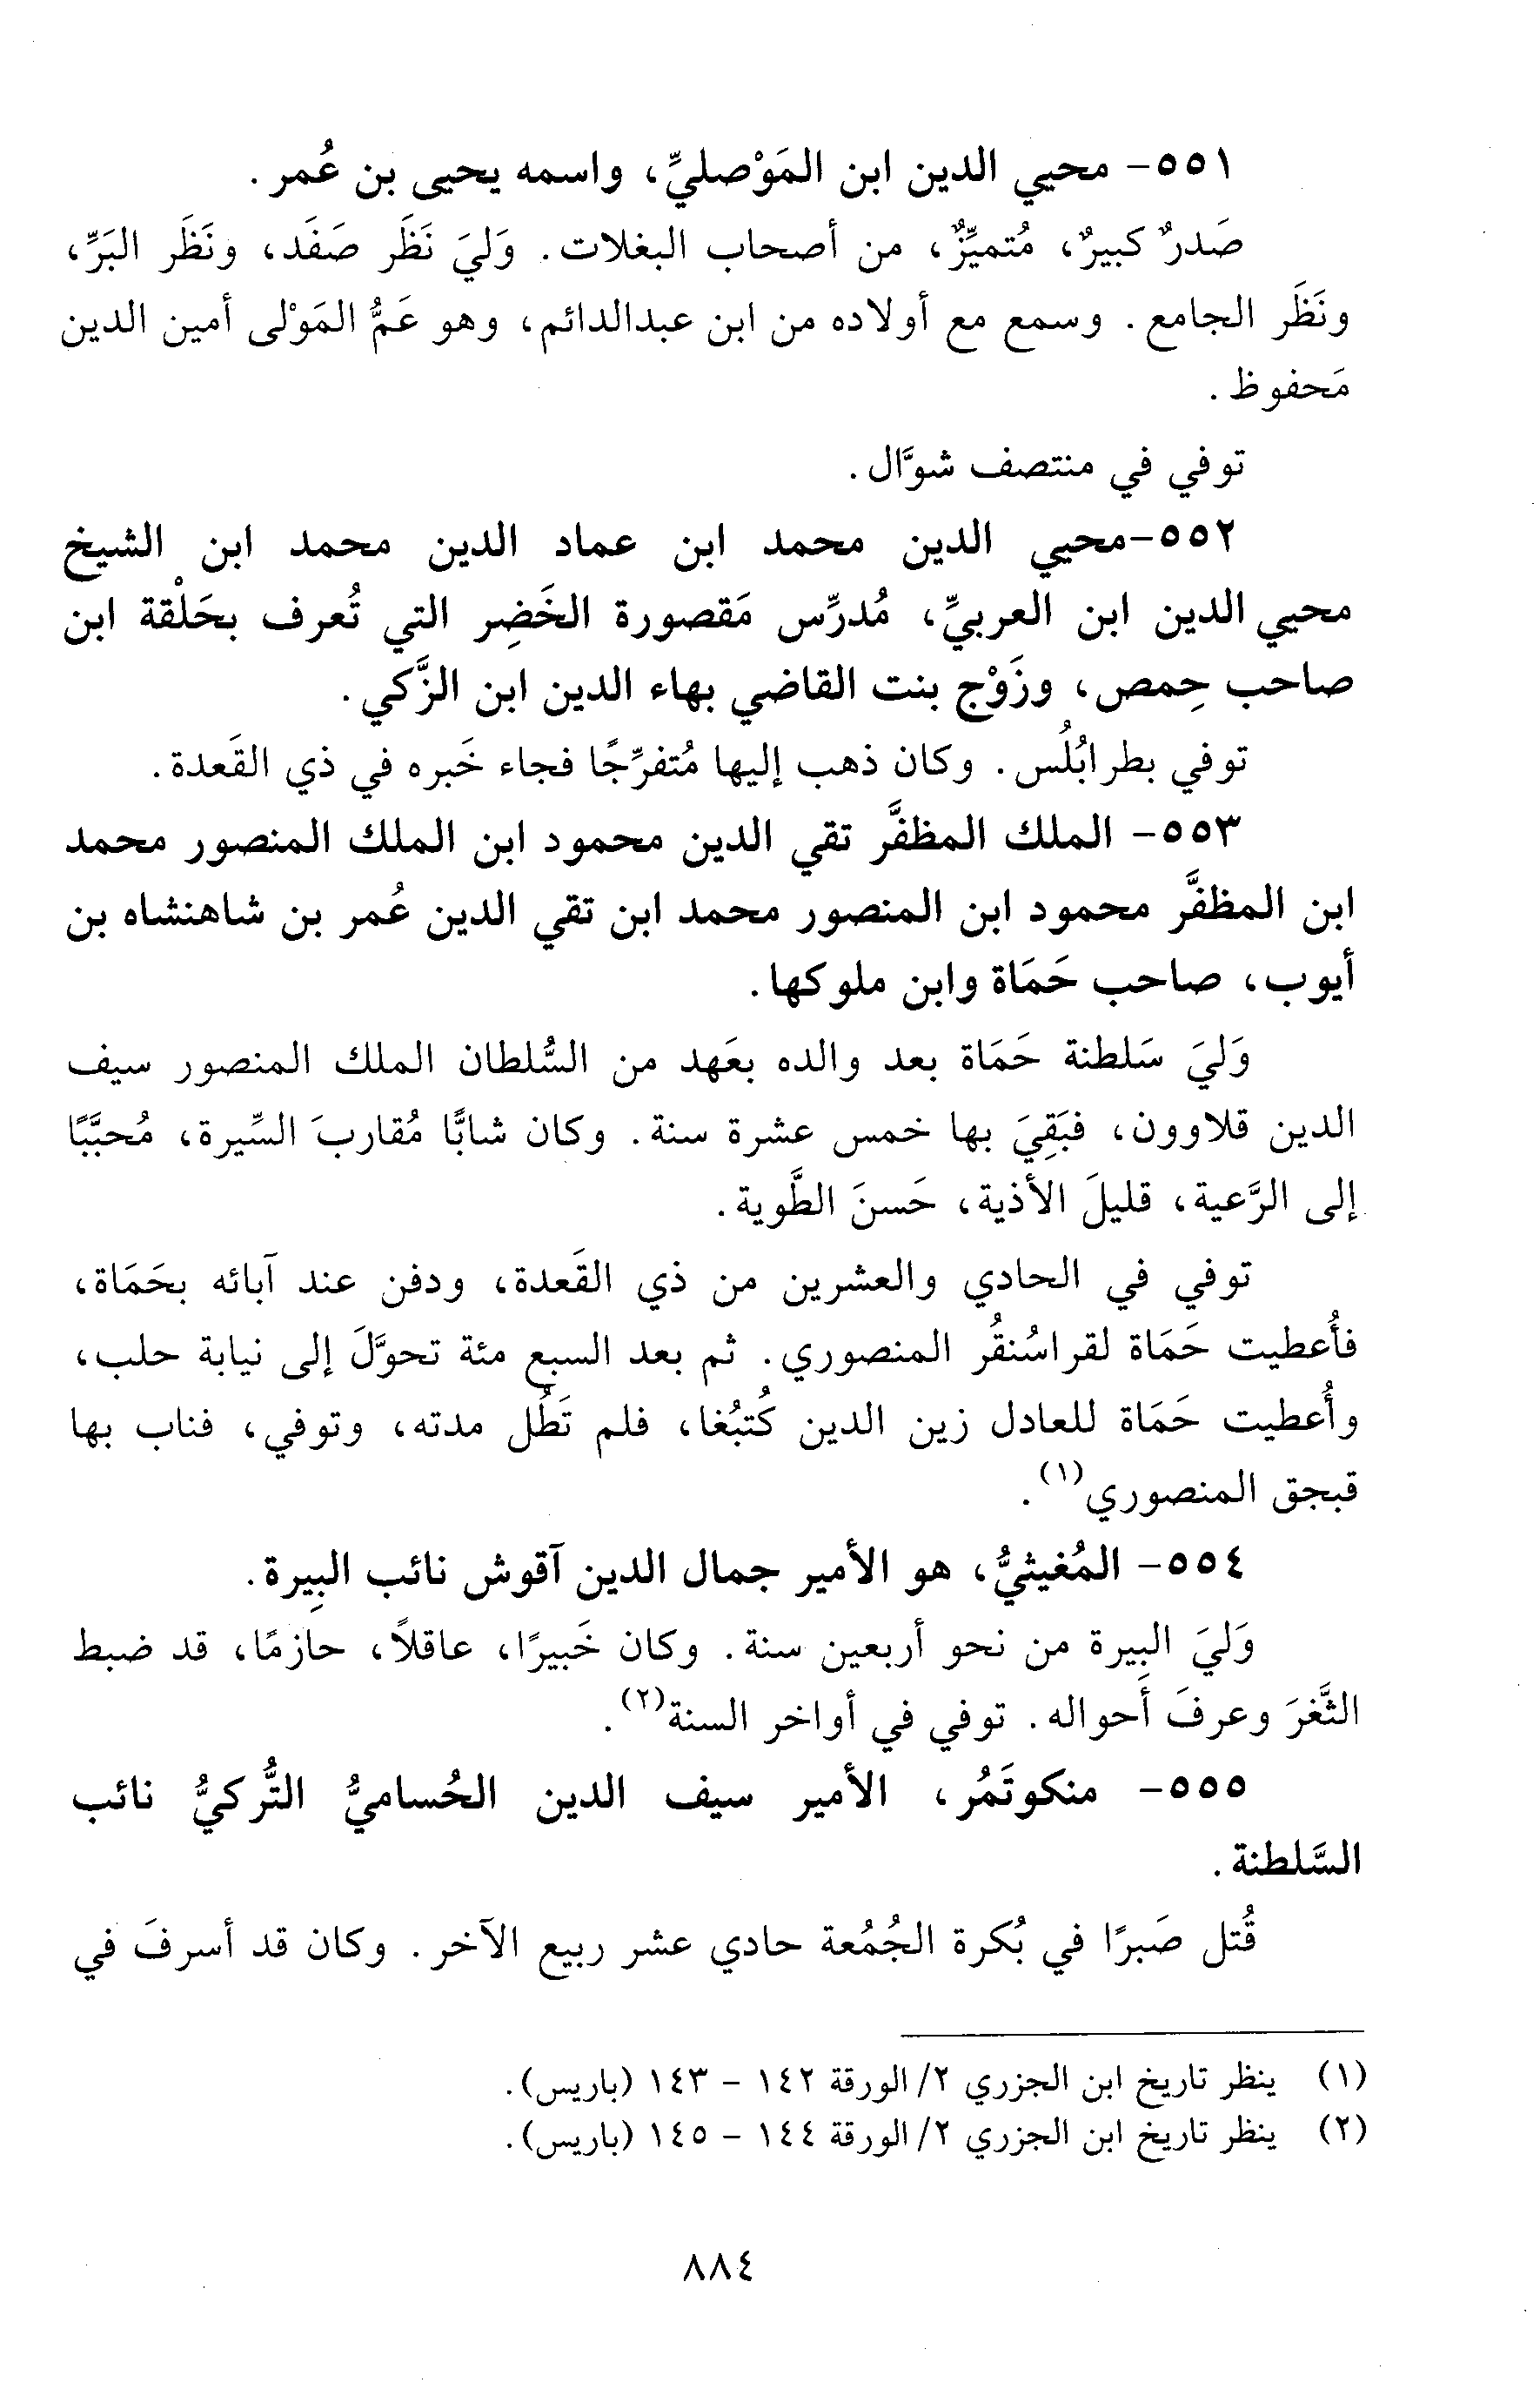 ٥٥١- محيي الدين ابن المَوْصليِّ، واسمه يحيى بن عُمر.
صَدرٌ كبيرٌ، مُتميِّزٌ، من أصحاب البغلات. وَليَ نَظَر صَفَد، ونَظَر البَرِّ،
ونَظَر الجامع. وسمع مع أولاده من ابن عبدالدائم، وهو عَمُّ المَوْلى أمين الدين
مَحفوظ.
توفي في منتصف شوَّال.
٥٥٢-محيي الدين محمد ابن عماد الدين محمد ابن الشيخ
محيي الدين ابن العربيِّ، مُدرِّس مَقصورة الخَضِر التي تُعرف بحَلْقة ابن
صاحب حِمص، وزَوْج بنت القاضي بهاء الدين ابن الزَّكي.
توفي بطرابُلُس. وكان ذهب إليها مُتفرِّجًا فجاء خَبره في ذي القَعدة.
٥٥٣- الملك المظفَّر تقي الدين محمود ابن الملك المنصور محمد
ابن المظفَّر محمود ابن المنصور محمد ابن تقي الدين عُمر بن شاهنشاه بن
أيوب، صاحب حَمَاة وابن ملوكها.
وَليَ سَلطنة حَمَاة بعد والده بعَهد من السُّلطان الملك المنصور سيف
الدين قلاوون، فبَقِيَ بها خمس عشرة سنة. وكان شابًّا مُقاربَ السِّيرة، مُحبَّبًا
إلى الرَّعية، قليلَ الأذية، حَسنَ الطَّوية.
توفي في الحادي والعشرين من ذي القَعدة، ودفن عند آبائه بحَمَاة،
فأُعطيت حَمَاة لقراسُنقُر المنصوري. ثم بعد السبع مئة تحوَّلَ إلى نيابة حلب،
وأُعطيت حَمَاة للعادل زين الدين كُتبُغا، فلم تَطُل مدته، وتوفي، فناب بها
قبجق المنصوري(١).
٥٥٤- المُغيثيُّ، هو الأمير جمال الدين آقوش نائب البِيرة.
وَليَ البِيرة من نحو أربعين سنة. وكان خَبيرًا، عاقلاً، حازمًا، قد ضبط
الثَّغرَ وعرفَ أحواله. توفي في أواخر السنة(٢).
٥٥٥- منكوتَمُر، الأمير سيف الدين الحُساميُّ التُّركيُّ نائب
السَّلطنة.
قُتل صَبرًا في بُكرة الجُمُعة حادي عشر ربيع الآخر. وكان قد أسرفَ في
(١) ينظر تاريخ ابن الجزري ٢/ الورقة ١٤٢ - ١٤٣ (باريس).
(٢) ينظر تاريخ ابن الجزري ٢/ الورقة ١٤٤ - ١٤٥ (باريس).
٨٨٤